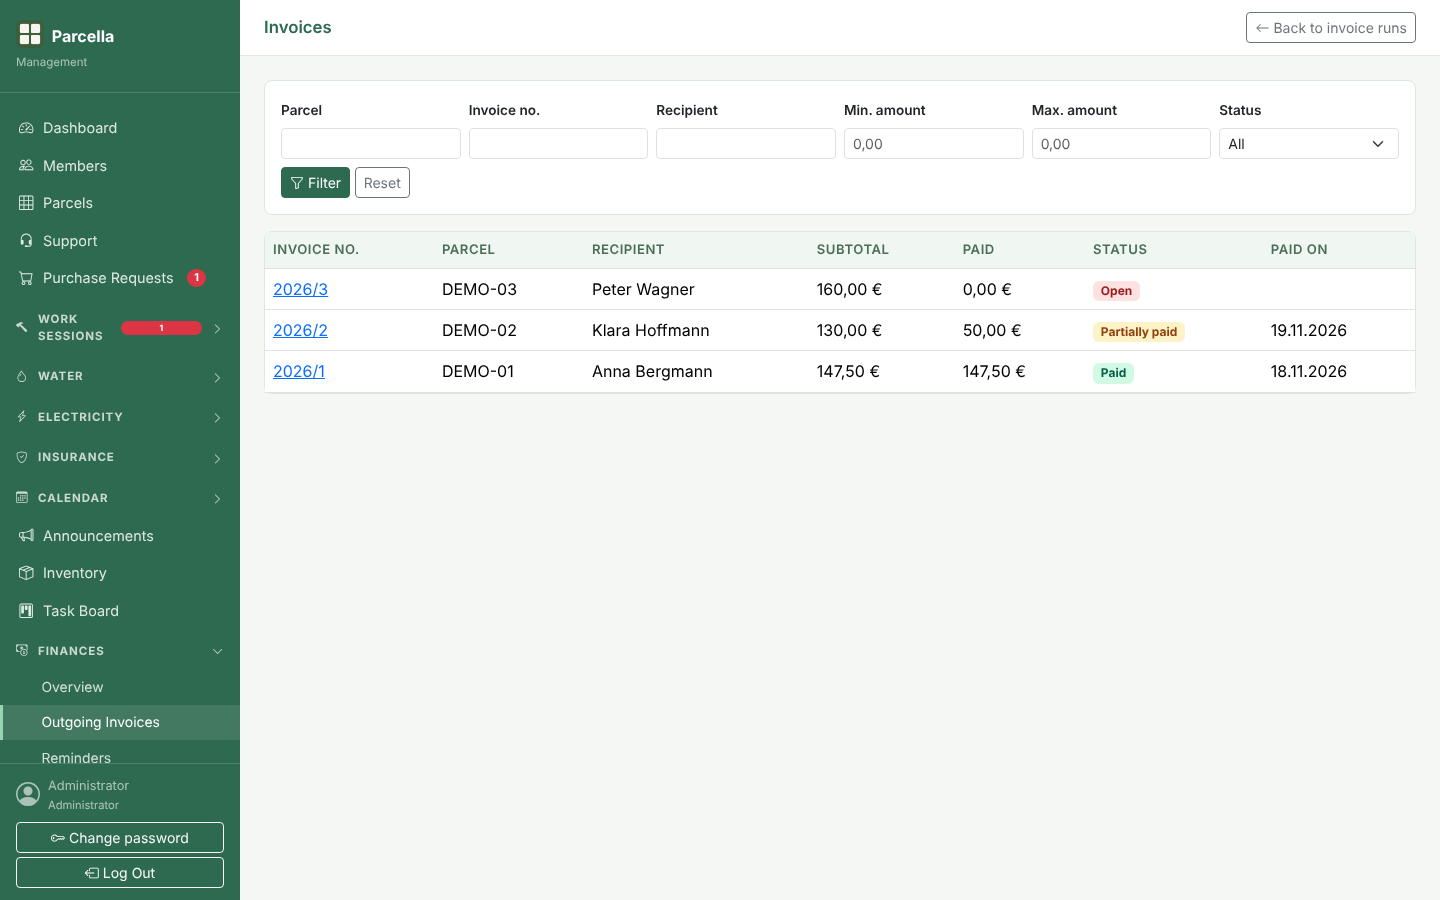 Parcella
Management
Dashboard
Members
Parcels
Support
Purchase Requests 1
WORK SESSIONS 1
WATER
ELECTRICITY
INSURANCE
CALENDAR
Announcements
Inventory
Task Board
FINANCES
Overview
Outgoing Invoices
Reminders
Administrator
Administrator
Change password
Log Out
Invoices
← Back to invoice runs
Parcel Invoice no. Recipient Min. amount Max. amount Status
0,00 0,00 All
Filter Reset
INVOICE NO. PARCEL RECIPIENT SUBTOTAL PAID STATUS PAID ON
2026/3 DEMO-03 Peter Wagner 160,00 € 0,00 € Open
2026/2 DEMO-02 Klara Hoffmann 130,00 € 50,00 € Partially paid 19.11.2026
2026/1 DEMO-01 Anna Bergmann 147,50 € 147,50 € Paid 18.11.2026